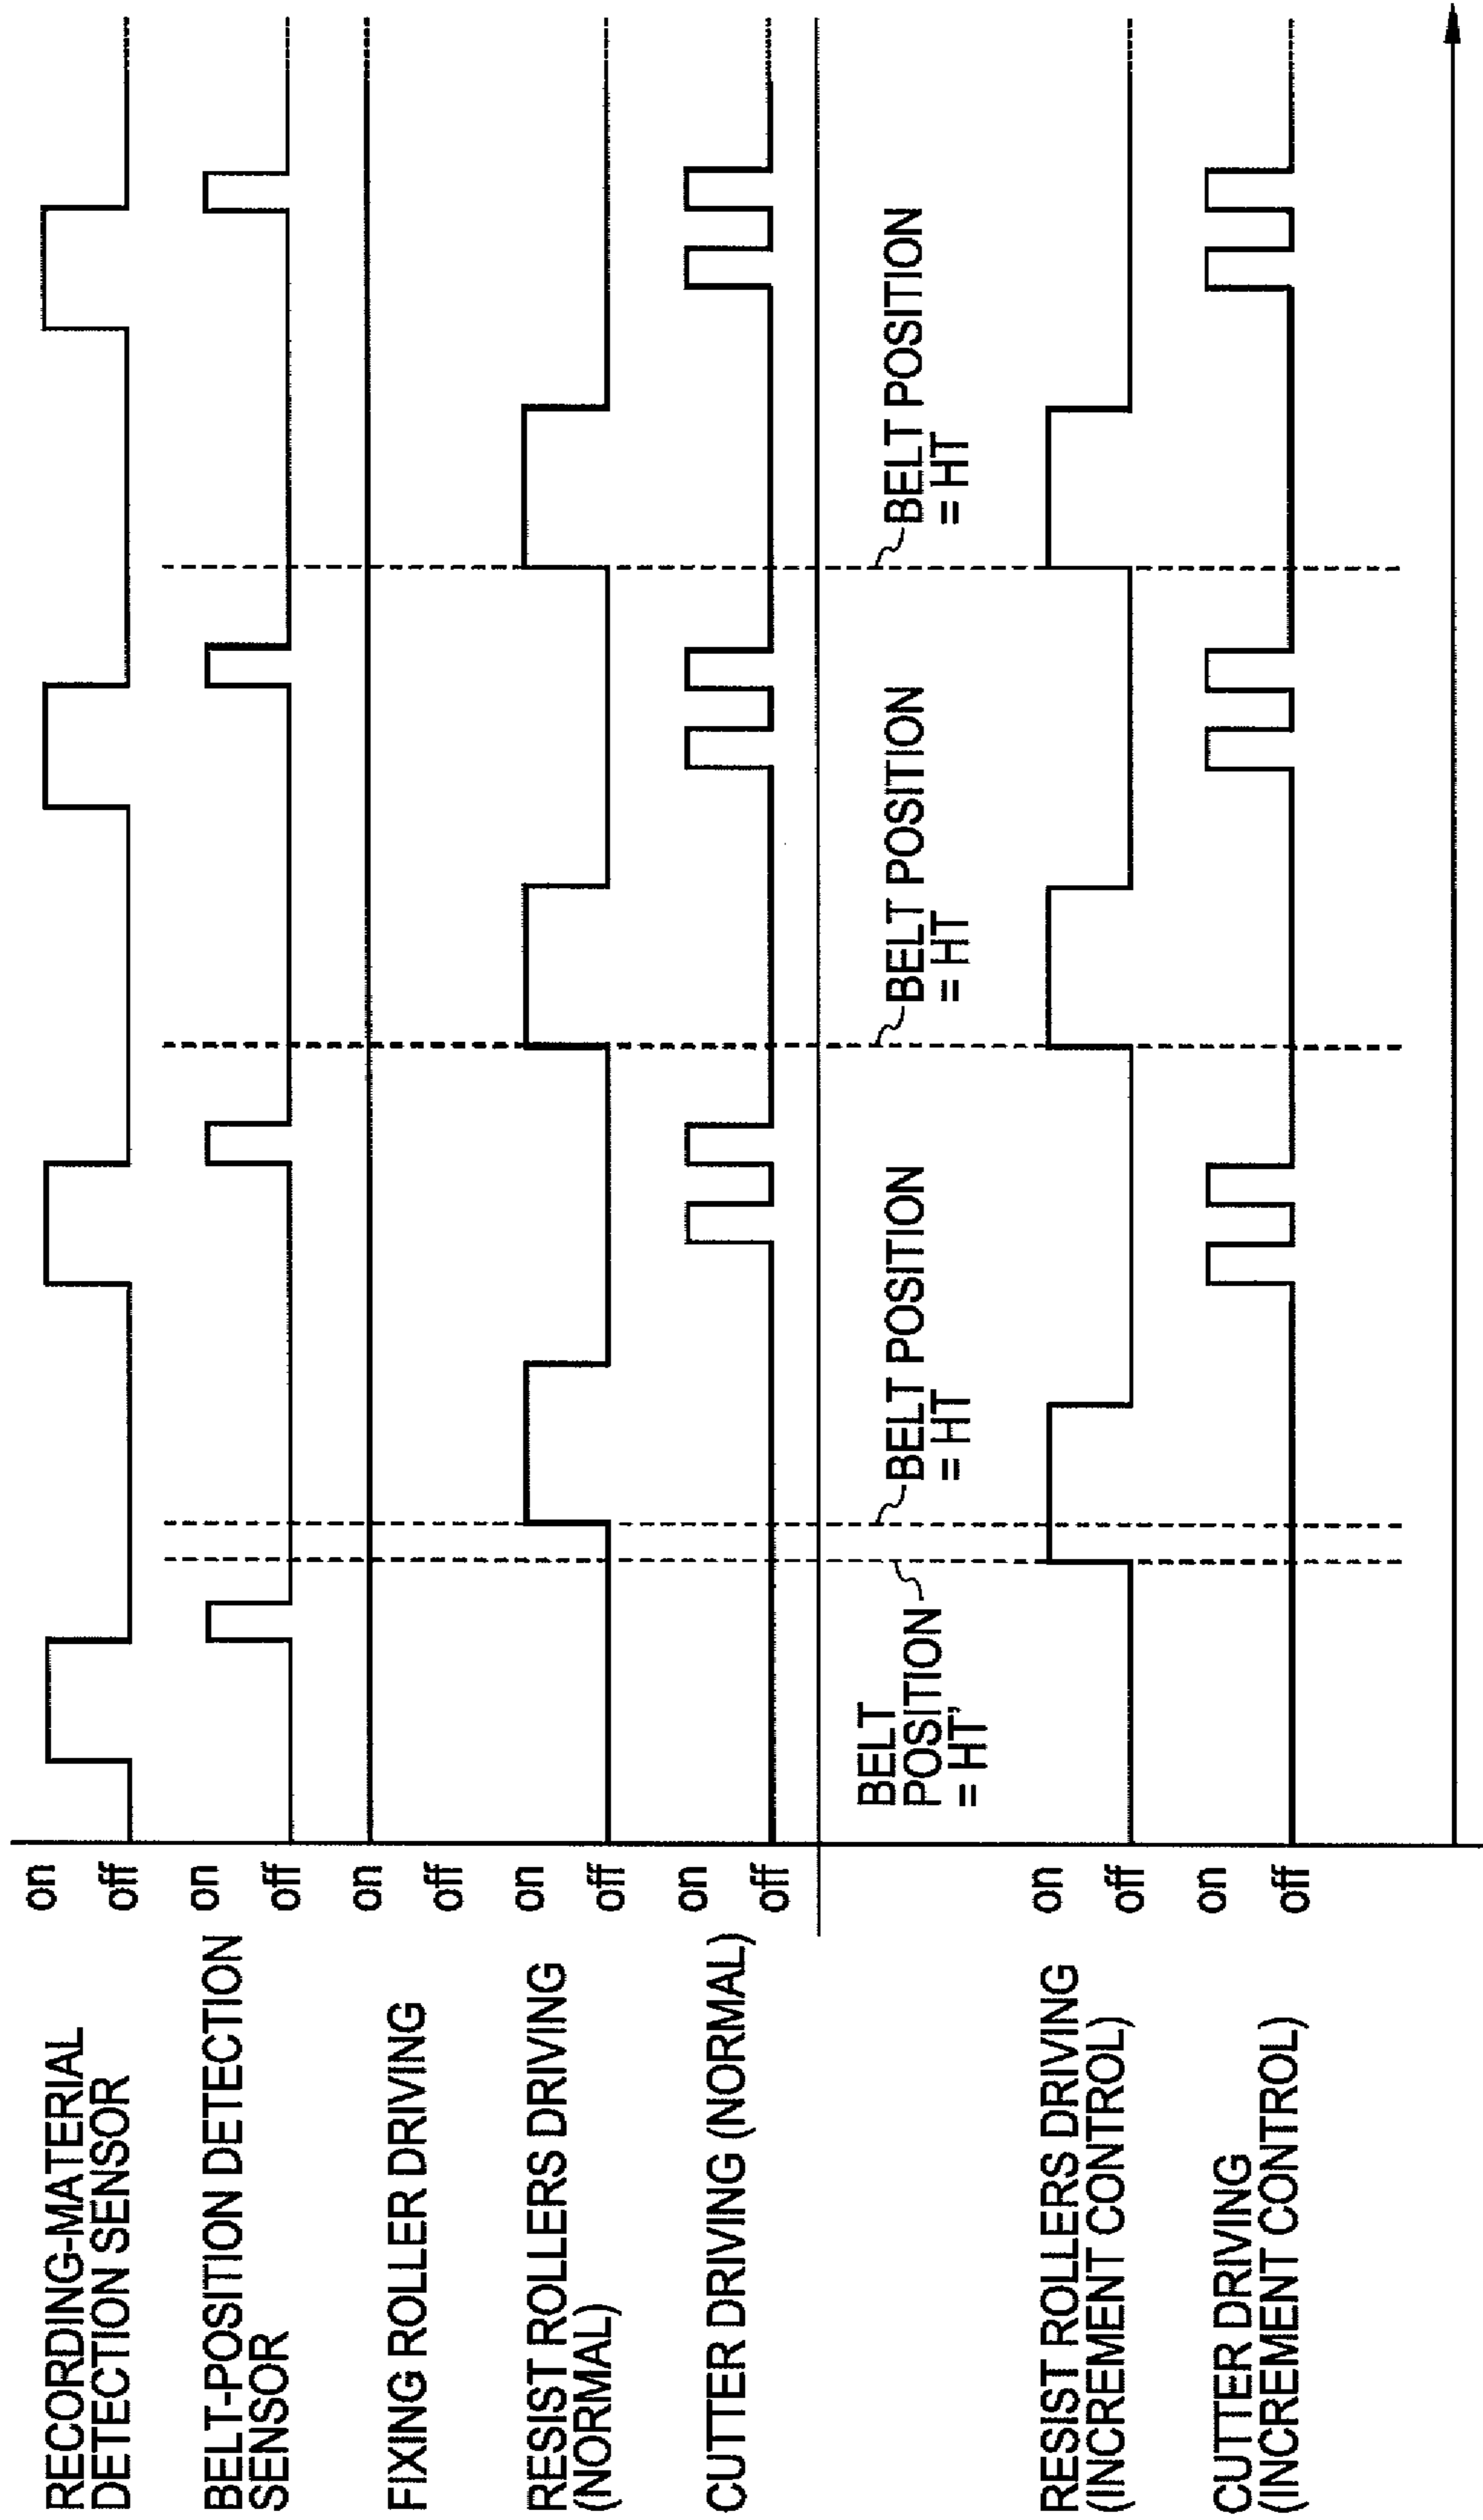 RECORDING-MATERIAL
DETECTION SENSOR
on
off
BELT-POSITION DETECTION
SENSOR
on
off
FIXING ROLLER DRIVING
on
off
RESIST ROLLERS DRIVING
(NORMAL)
on
off
CUTTER DRIVING (NORMAL)
on
off
BELT
POSITION
= HT'
BELT POSITION
= HT
BELT POSITION
= HT
BELT POSITION
= HT
RESIST ROLLERS DRIVING
(INCREMENT CONTROL)
on
off
CUTTER DRIVING
(INCREMENT CONTROL)
on
off